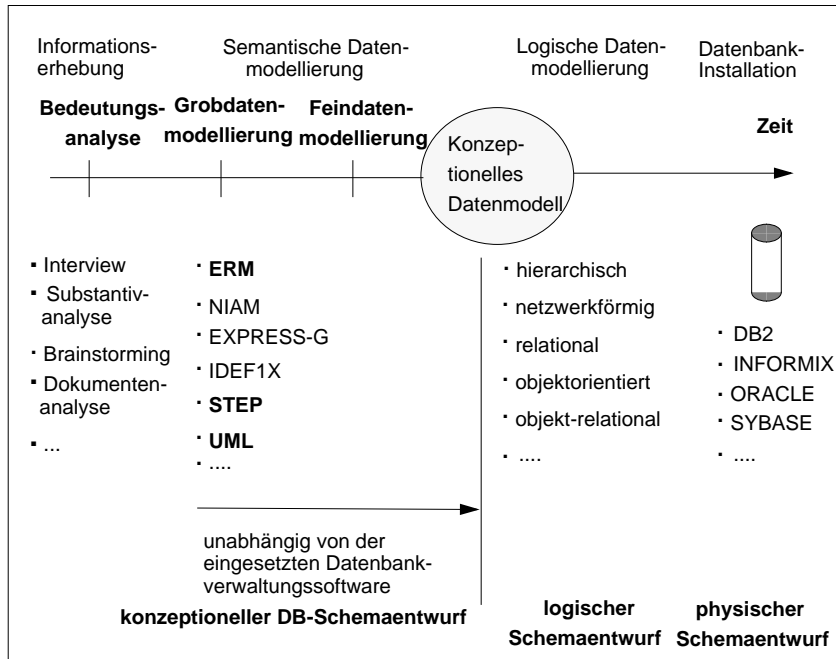 Informations-
erhebung
Semantische Daten-
modellierung
Logische Daten-
modellierung
Datenbank-
Installation
Bedeutungs-
analyse
Grobdaten-
modellierung
Feindaten-
modellierung
Konzep-
tionelles
Datenmodell
Zeit
▪ Interview
▪ Substantiv-
analyse
▪ Brainstorming
▪ Dokumenten-
analyse
▪ ...
· ERM
· NIAM
· EXPRESS-G
· IDEF1X
· STEP
· UML
· ....
· hierarchisch
· netzwerkförmig
· relational
· objektorientiert
· objekt-relational
· ....
· DB2
· INFORMIX
· ORACLE
· SYBASE
· ....
unabhängig von der
eingesetzten Datenbank-
verwaltungssoftware
konzeptioneller DB-Schemaentwurf
logischer
Schemaentwurf
physischer
Schemaentwurf